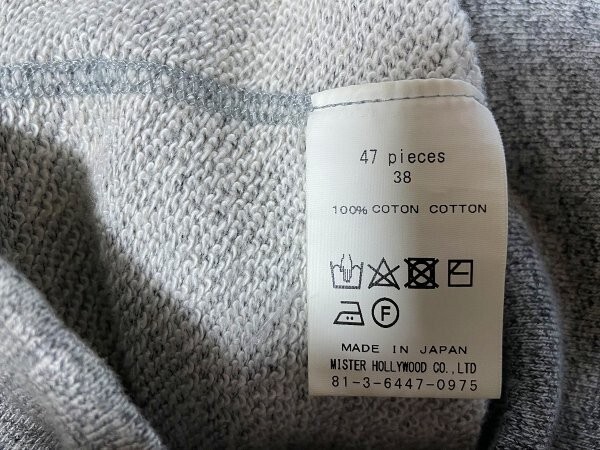 47 pieces
38
100% COTON COTTON
F
MADE IN JAPAN
MISTER HOLLYWOOD CO.,LTD
81-3-6447-0975